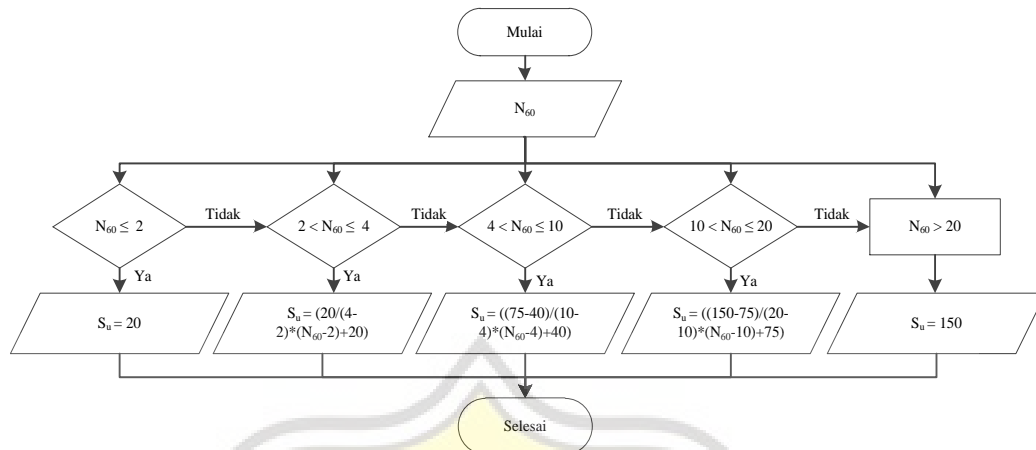 Mulai
N₆₀
N₆₀ ≤ 2
Tidak
2 < N₆₀ ≤ 4
Tidak
4 < N₆₀ ≤ 10
Tidak
10 < N₆₀ ≤ 20
Tidak
N₆₀ > 20
Ya
Ya
Ya
Ya
Sᵤ = 20
Sᵤ = (20/(4-
2)*(N₆₀-2)+20)
Sᵤ = ((75-40)/(10-
4)*(N₆₀-4)+40)
Sᵤ = ((150-75)/(20-
10)*(N₆₀-10)+75)
Sᵤ = 150
Selesai